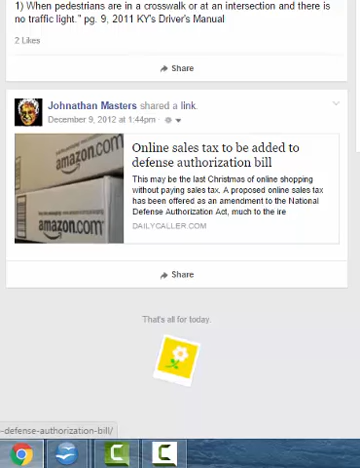 1) When pedestrians are in a crosswalk or at an intersection and there is
no traffic light." pg. 9, 2011 KY's Driver's Manual
2 Likes
Share
Johnathan Masters shared a link.
December 9, 2012 at 1:44pm ·
amazon.com
amazon.com
Online sales tax to be added to
defense authorization bill
This may be the last Christmas of online shopping
without paying sales tax. A proposed online sales tax
has been offered as an amendment to the National
Defense Authorization Act, much to the ire
DAILYCALLER.COM
Share
That's all for today.
-defense-authorization-bill/